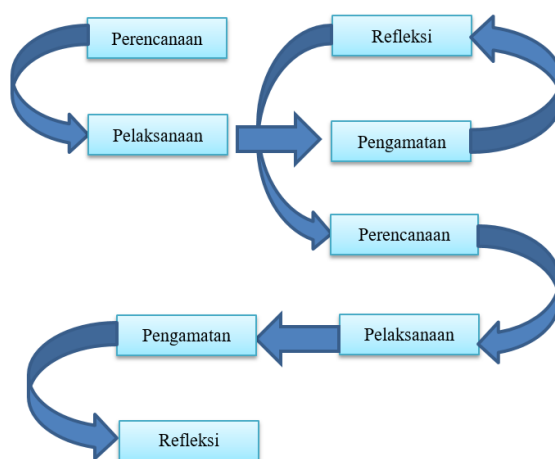 Perencanaan
Refleksi
Pelaksanaan
Pengamatan
Perencanaan
Pengamatan
Pelaksanaan
Refleksi